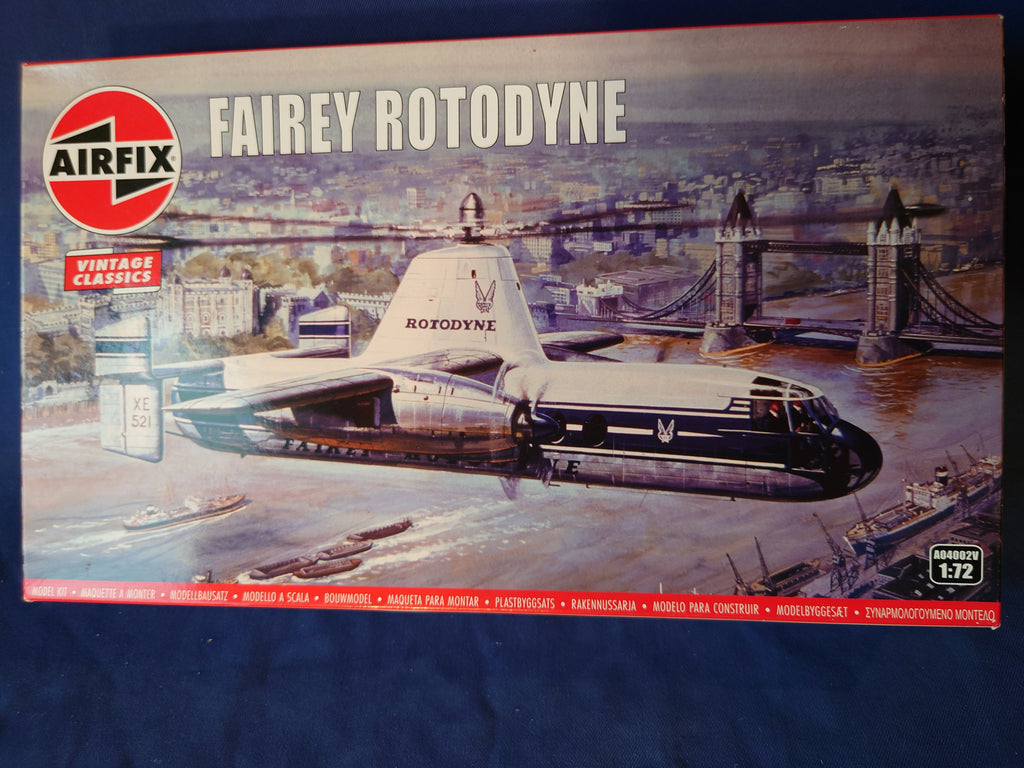 FAIREY ROTODYNE
AIRFIX
VINTAGE
CLASSICS
ROTODYNE
XE
521
A04002V
1:72
MODEL KIT • MAQUETTE A MONTER • MODELLBAUSATZ • MODELLO A SCALA • BOUWMODEL • MAQUETA PARA MONTAR • PLASTBYGGSATS • RAKENNUSSARJA • MODELO PARA CONSTRUIR • MODELBYGGESÆT • ΣΥΝΑΡΜΟΛΟΓΟΥΜΕΝΟ ΜΟΝΤΕΛΟ